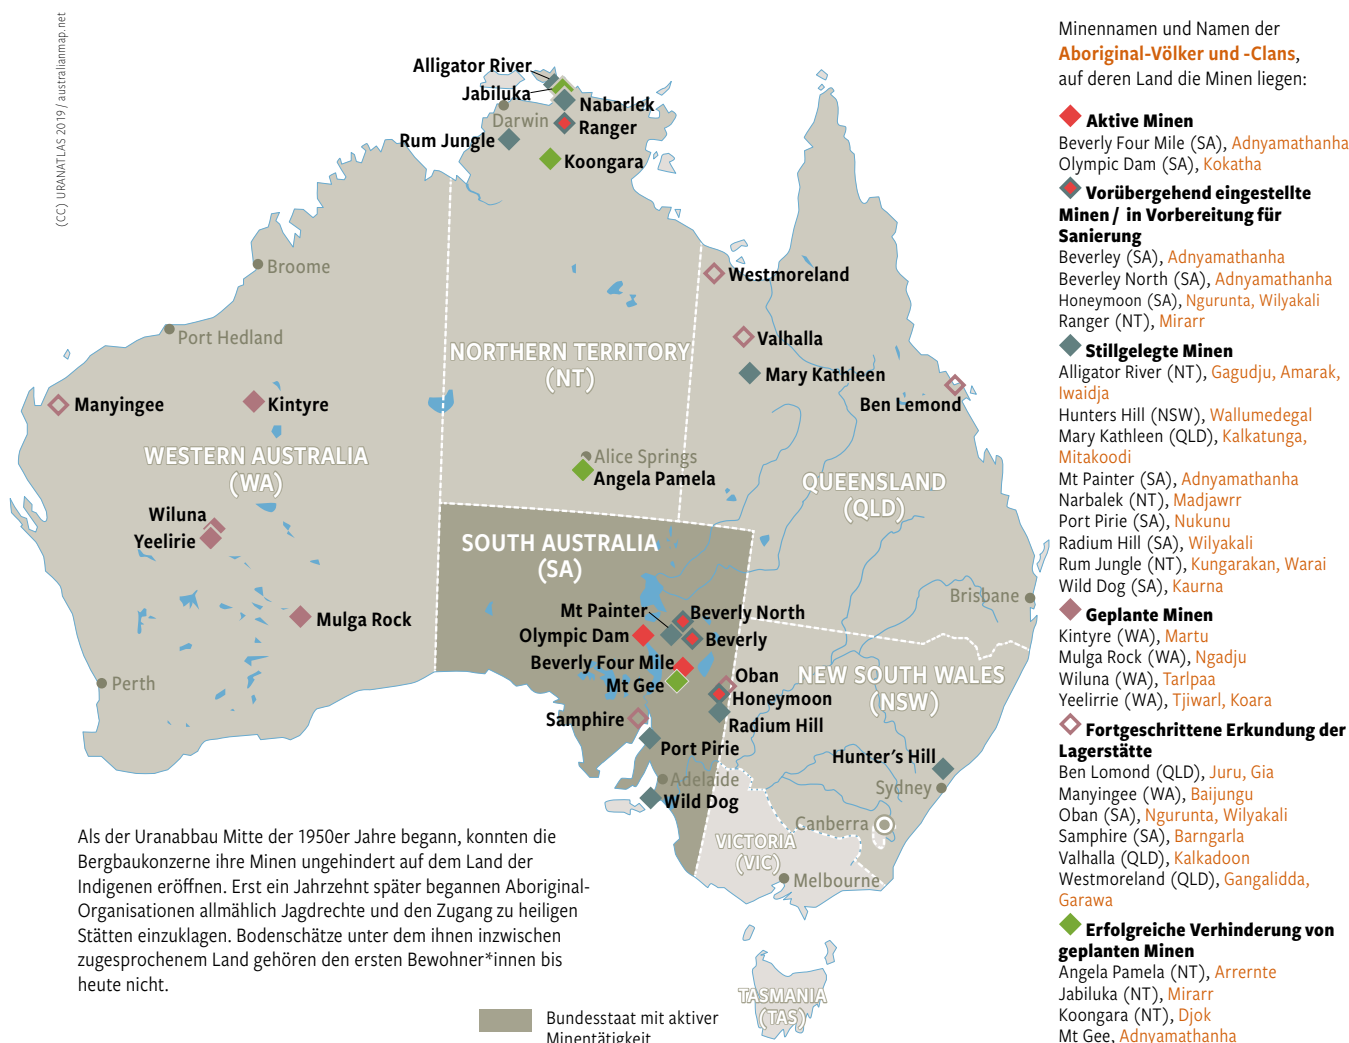 (CC) URANATLAS 2019 / australianmap.net
Alligator River
Jabiluka
Nabarlek
Darwin
Ranger
Rum Jungle
Koongara
Broome
Westmoreland
Port Hedland
Valhalla
NORTHERN TERRITORY
(NT)
Mary Kathleen
Manyingee
Kintyre
Ben Lemond
WESTERN AUSTRALIA
(WA)
Alice Springs
Angela Pamela
QUEENSLAND
(QLD)
Wiluna
Yeelirie
SOUTH AUSTRALIA
(SA)
Brisbane
Mt Painter
Beverly North
Mulga Rock
Olympic Dam
Beverly
Beverly Four Mile
Oban
Mt Gee
Honeymoon
NEW SOUTH WALES
(NSW)
Perth
Samphire
Radium Hill
Port Pirie
Hunter's Hill
Adelaide
Sydney
Wild Dog
Canberra
VICTORIA
(VIC)
Melbourne
TASMANIA
(TAS)
Als der Uranabbau Mitte der 1950er Jahre begann, konnten die
Bergbaukonzerne ihre Minen ungehindert auf dem Land der
Indigenen eröffnen. Erst ein Jahrzehnt später begannen Aboriginal-
Organisationen allmählich Jagdrechte und den Zugang zu heiligen
Stätten einzuklagen. Bodenschätze unter dem ihnen inzwischen
zugesprochenem Land gehören den ersten Bewohner*innen bis
heute nicht.
Bundesstaat mit aktiver
Minentätigkeit
Minennamen und Namen der
Aboriginal-Völker und -Clans,
auf deren Land die Minen liegen:
Aktive Minen
Beverly Four Mile (SA), Adnyamathanha
Olympic Dam (SA), Kokatha
Vorübergehend eingestellte
Minen / in Vorbereitung für
Sanierung
Beverley (SA), Adnyamathanha
Beverley North (SA), Adnyamathanha
Honeymoon (SA), Ngurunta, Wilyakali
Ranger (NT), Mirarr
Stillgelegte Minen
Alligator River (NT), Gagudju, Amarak,
Iwaidja
Hunters Hill (NSW), Wallumedegal
Mary Kathleen (QLD), Kalkatunga,
Mitakoodi
Mt Painter (SA), Adnyamathanha
Narbalek (NT), Madjawrr
Port Pirie (SA), Nukunu
Radium Hill (SA), Wilyakali
Rum Jungle (NT), Kungarakan, Warai
Wild Dog (SA), Kaurna
Geplante Minen
Kintyre (WA), Martu
Mulga Rock (WA), Ngadju
Wiluna (WA), Tarlpaa
Yeelirrie (WA), Tjiwarl, Koara
Fortgeschrittene Erkundung der
Lagerstätte
Ben Lomond (QLD), Juru, Gia
Manyingee (WA), Baijungu
Oban (SA), Ngurunta, Wilyakali
Samphire (SA), Barngarla
Valhalla (QLD), Kalkadoon
Westmoreland (QLD), Gangalidda,
Garawa
Erfolgreiche Verhinderung von
geplanten Minen
Angela Pamela (NT), Arrernte
Jabiluka (NT), Mirarr
Koongara (NT), Djok
Mt Gee, Adnyamathanha